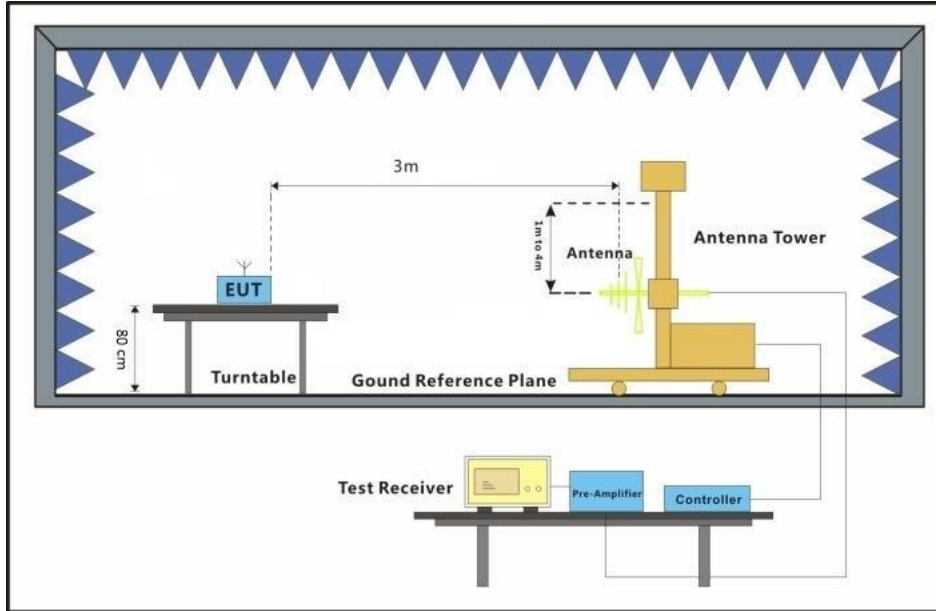 3m
1m to 4m
Antenna
Antenna Tower
EUT
80 cm
Turntable
Gound Reference Plane
Test Receiver
Pre-Amplifier
Controller